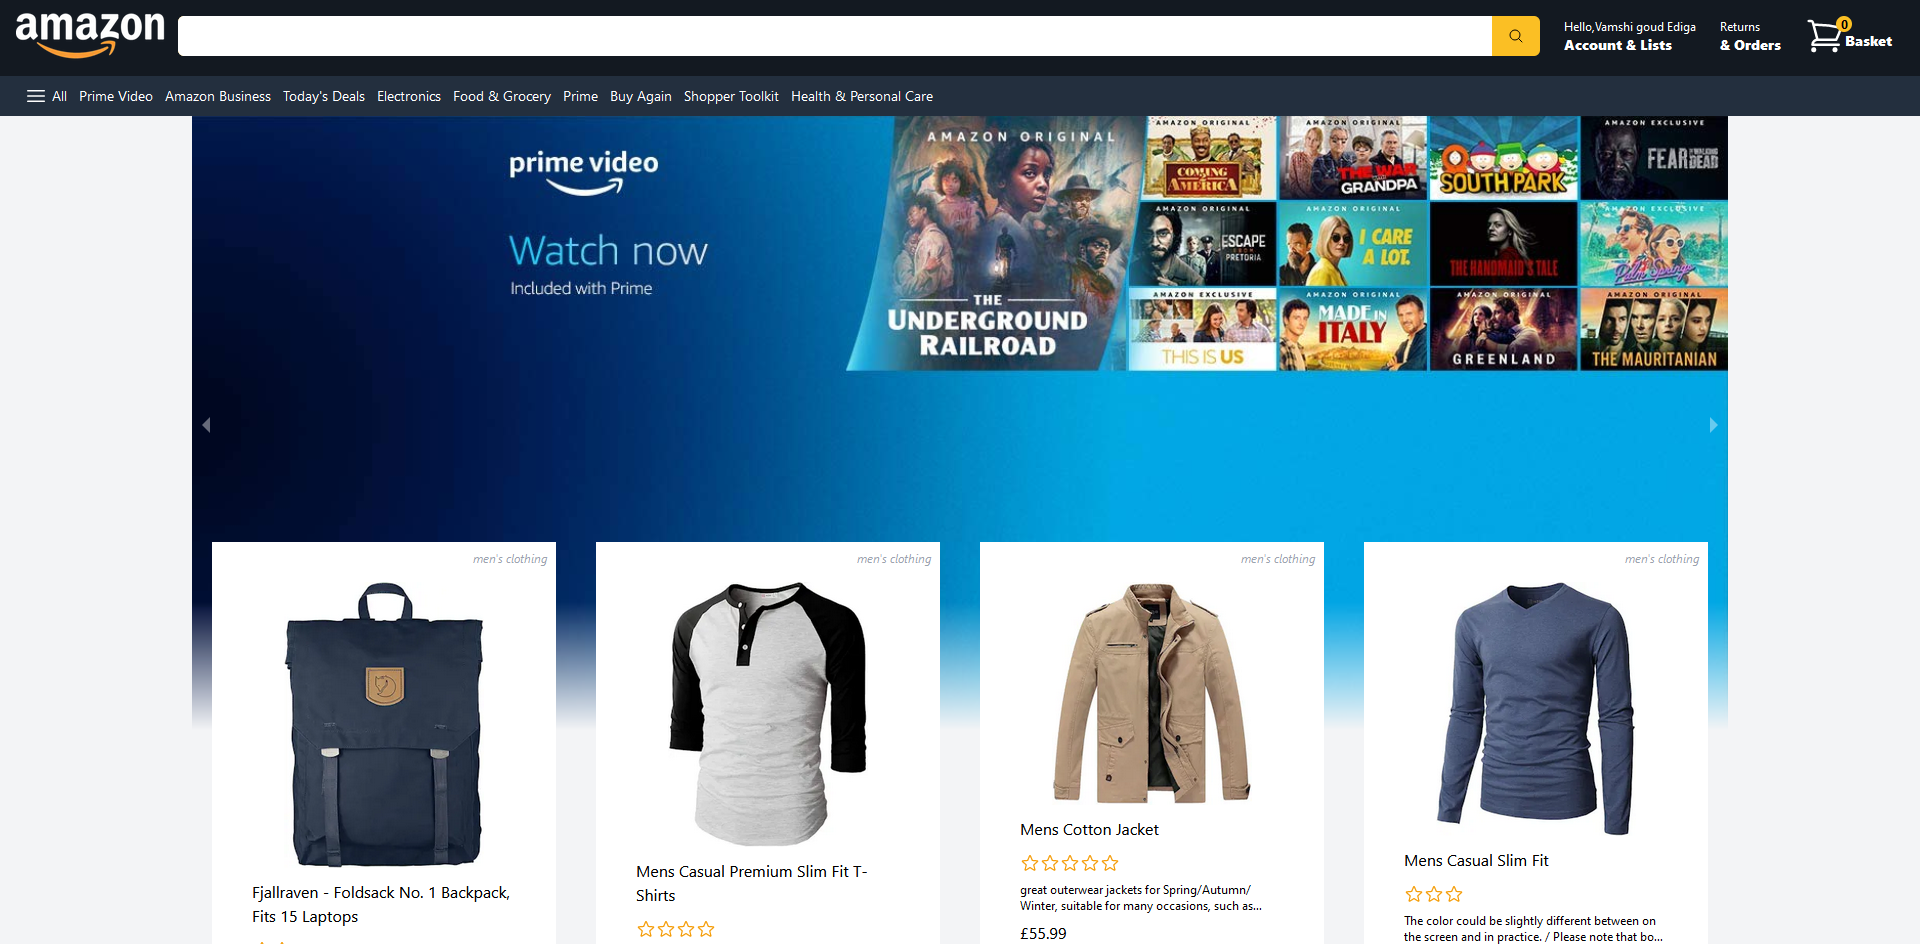 amazon
Hello,Vamshi goud Ediga
Account & Lists
Returns
& Orders
0
Basket
All Prime Video Amazon Business Today's Deals Electronics Food & Grocery Prime Buy Again Shopper Toolkit Health & Personal Care
prime video
Watch now
Included with Prime
AMAZON ORIGINAL
THE
UNDERGROUND
RAILROAD
AMAZON ORIGINAL
COMING
2
AMERICA
AMAZON ORIGINAL
THE WAR
WITH
GRANDPA
SOUTH PARK
AMAZON EXCLUSIVE
FEAR THE WALKING DEAD
AMAZON ORIGINAL
ESCAPE
FROM
PRETORIA
AMAZON ORIGINAL
I CARE
A LOT.
THE HANDMAID'S TALE
AMAZON EXCLUSIVE
Palm Springs
AMAZON EXCLUSIVE
THIS IS US
AMAZON ORIGINAL
MADE IN
ITALY
AMAZON ORIGINAL
GREENLAND
AMAZON ORIGINAL
THE MAURITANIAN
men's clothing
Fjallraven - Foldsack No. 1 Backpack,
Fits 15 Laptops
men's clothing
Mens Casual Premium Slim Fit T-
Shirts
men's clothing
Mens Cotton Jacket
great outerwear jackets for Spring/Autumn/
Winter, suitable for many occasions, such as...
£55.99
men's clothing
Mens Casual Slim Fit
The color could be slightly different between on
the screen and in practice. / Please note that bo...